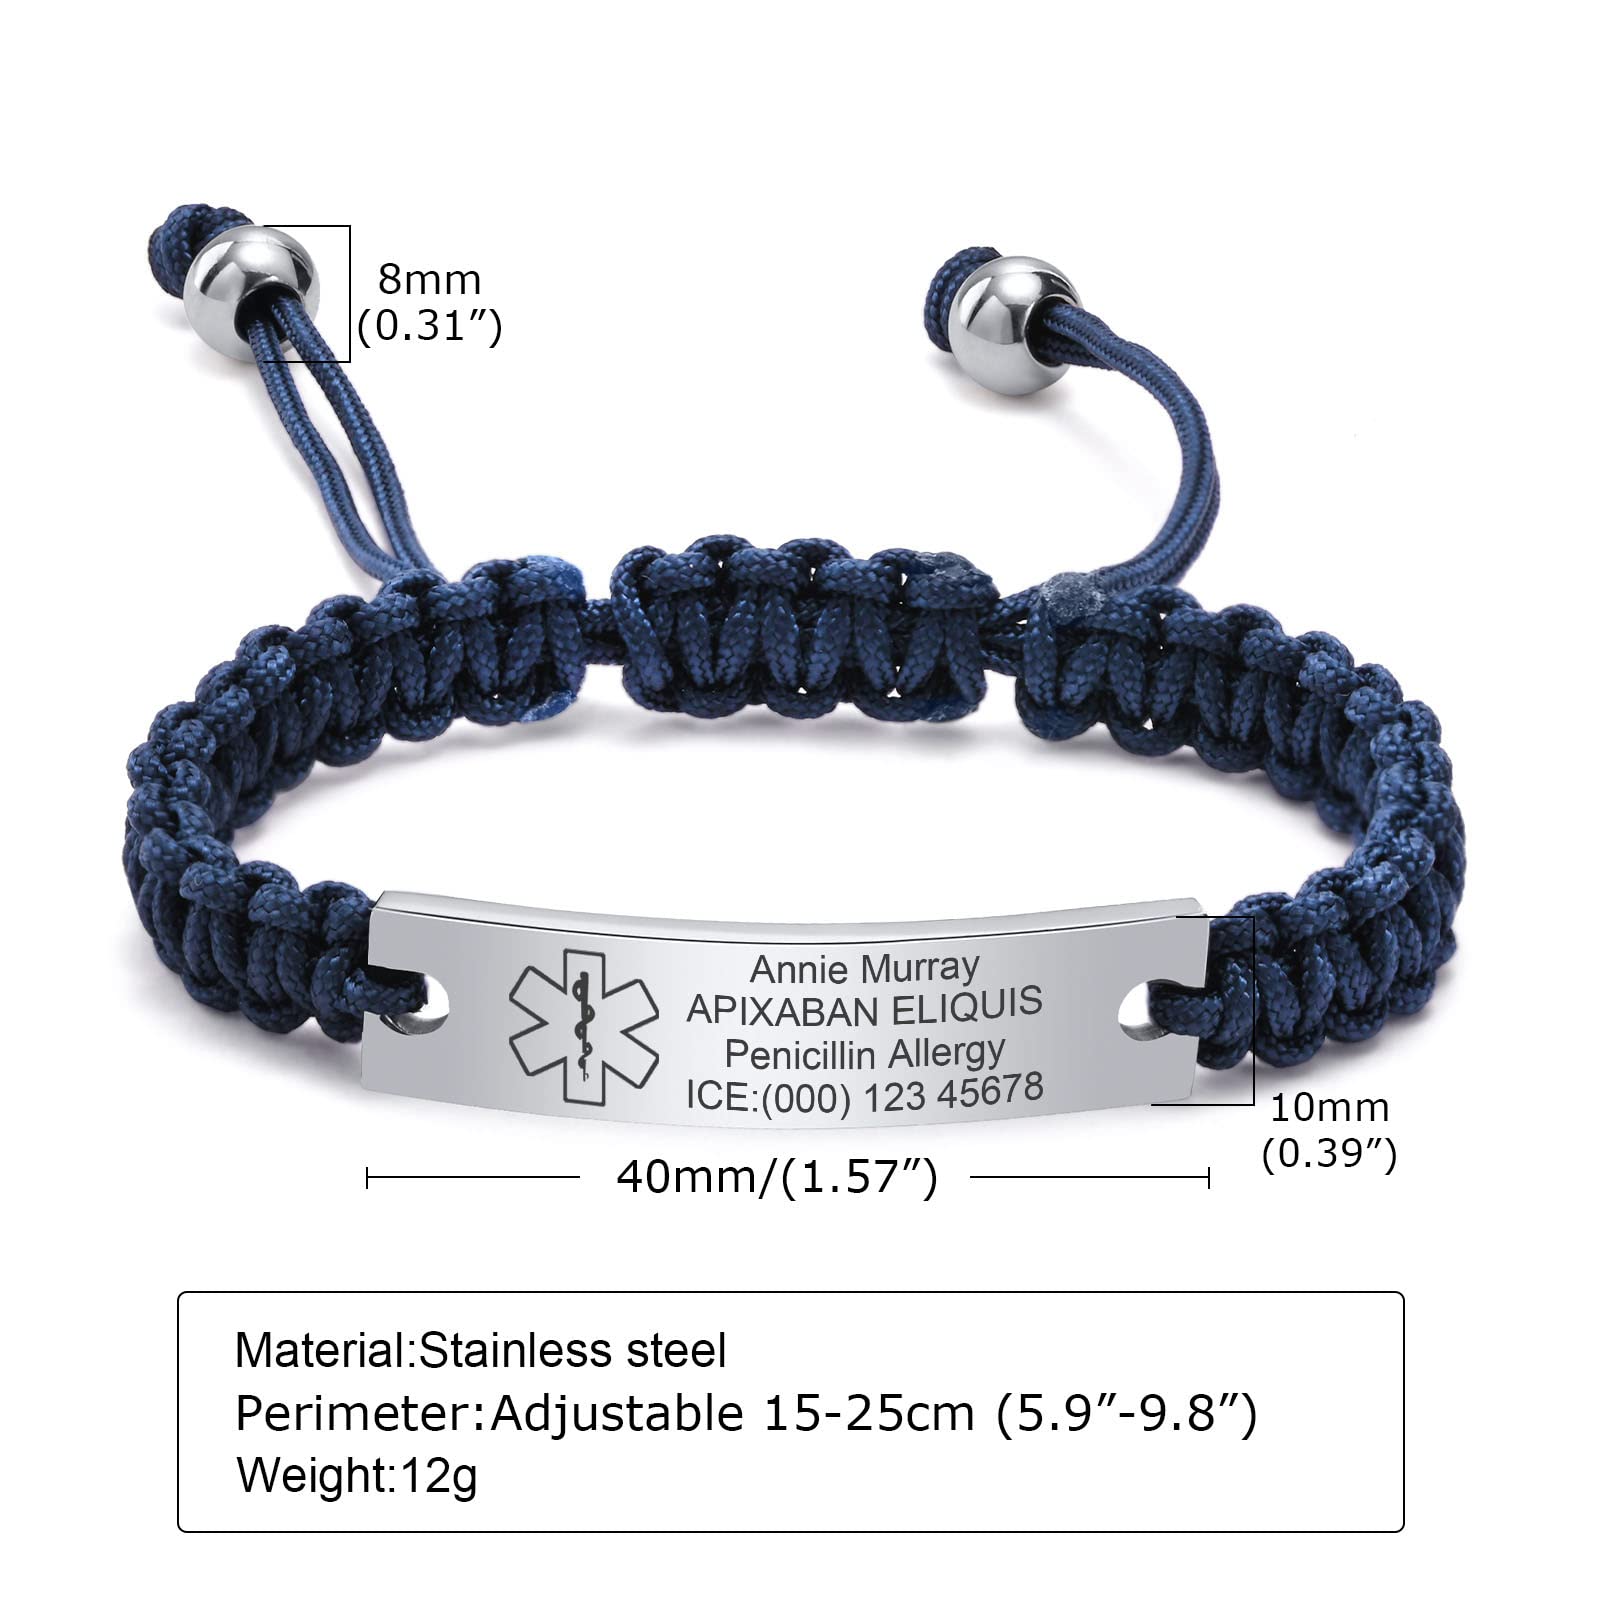 8mm
(0.31”)
Annie Murray
APIXABAN ELIQUIS
Penicillin Allergy
ICE:(000) 123 45678
10mm
(0.39”)
40mm/(1.57”)
Material:Stainless steel
Perimeter:Adjustable 15-25cm (5.9”-9.8”)
Weight:12g